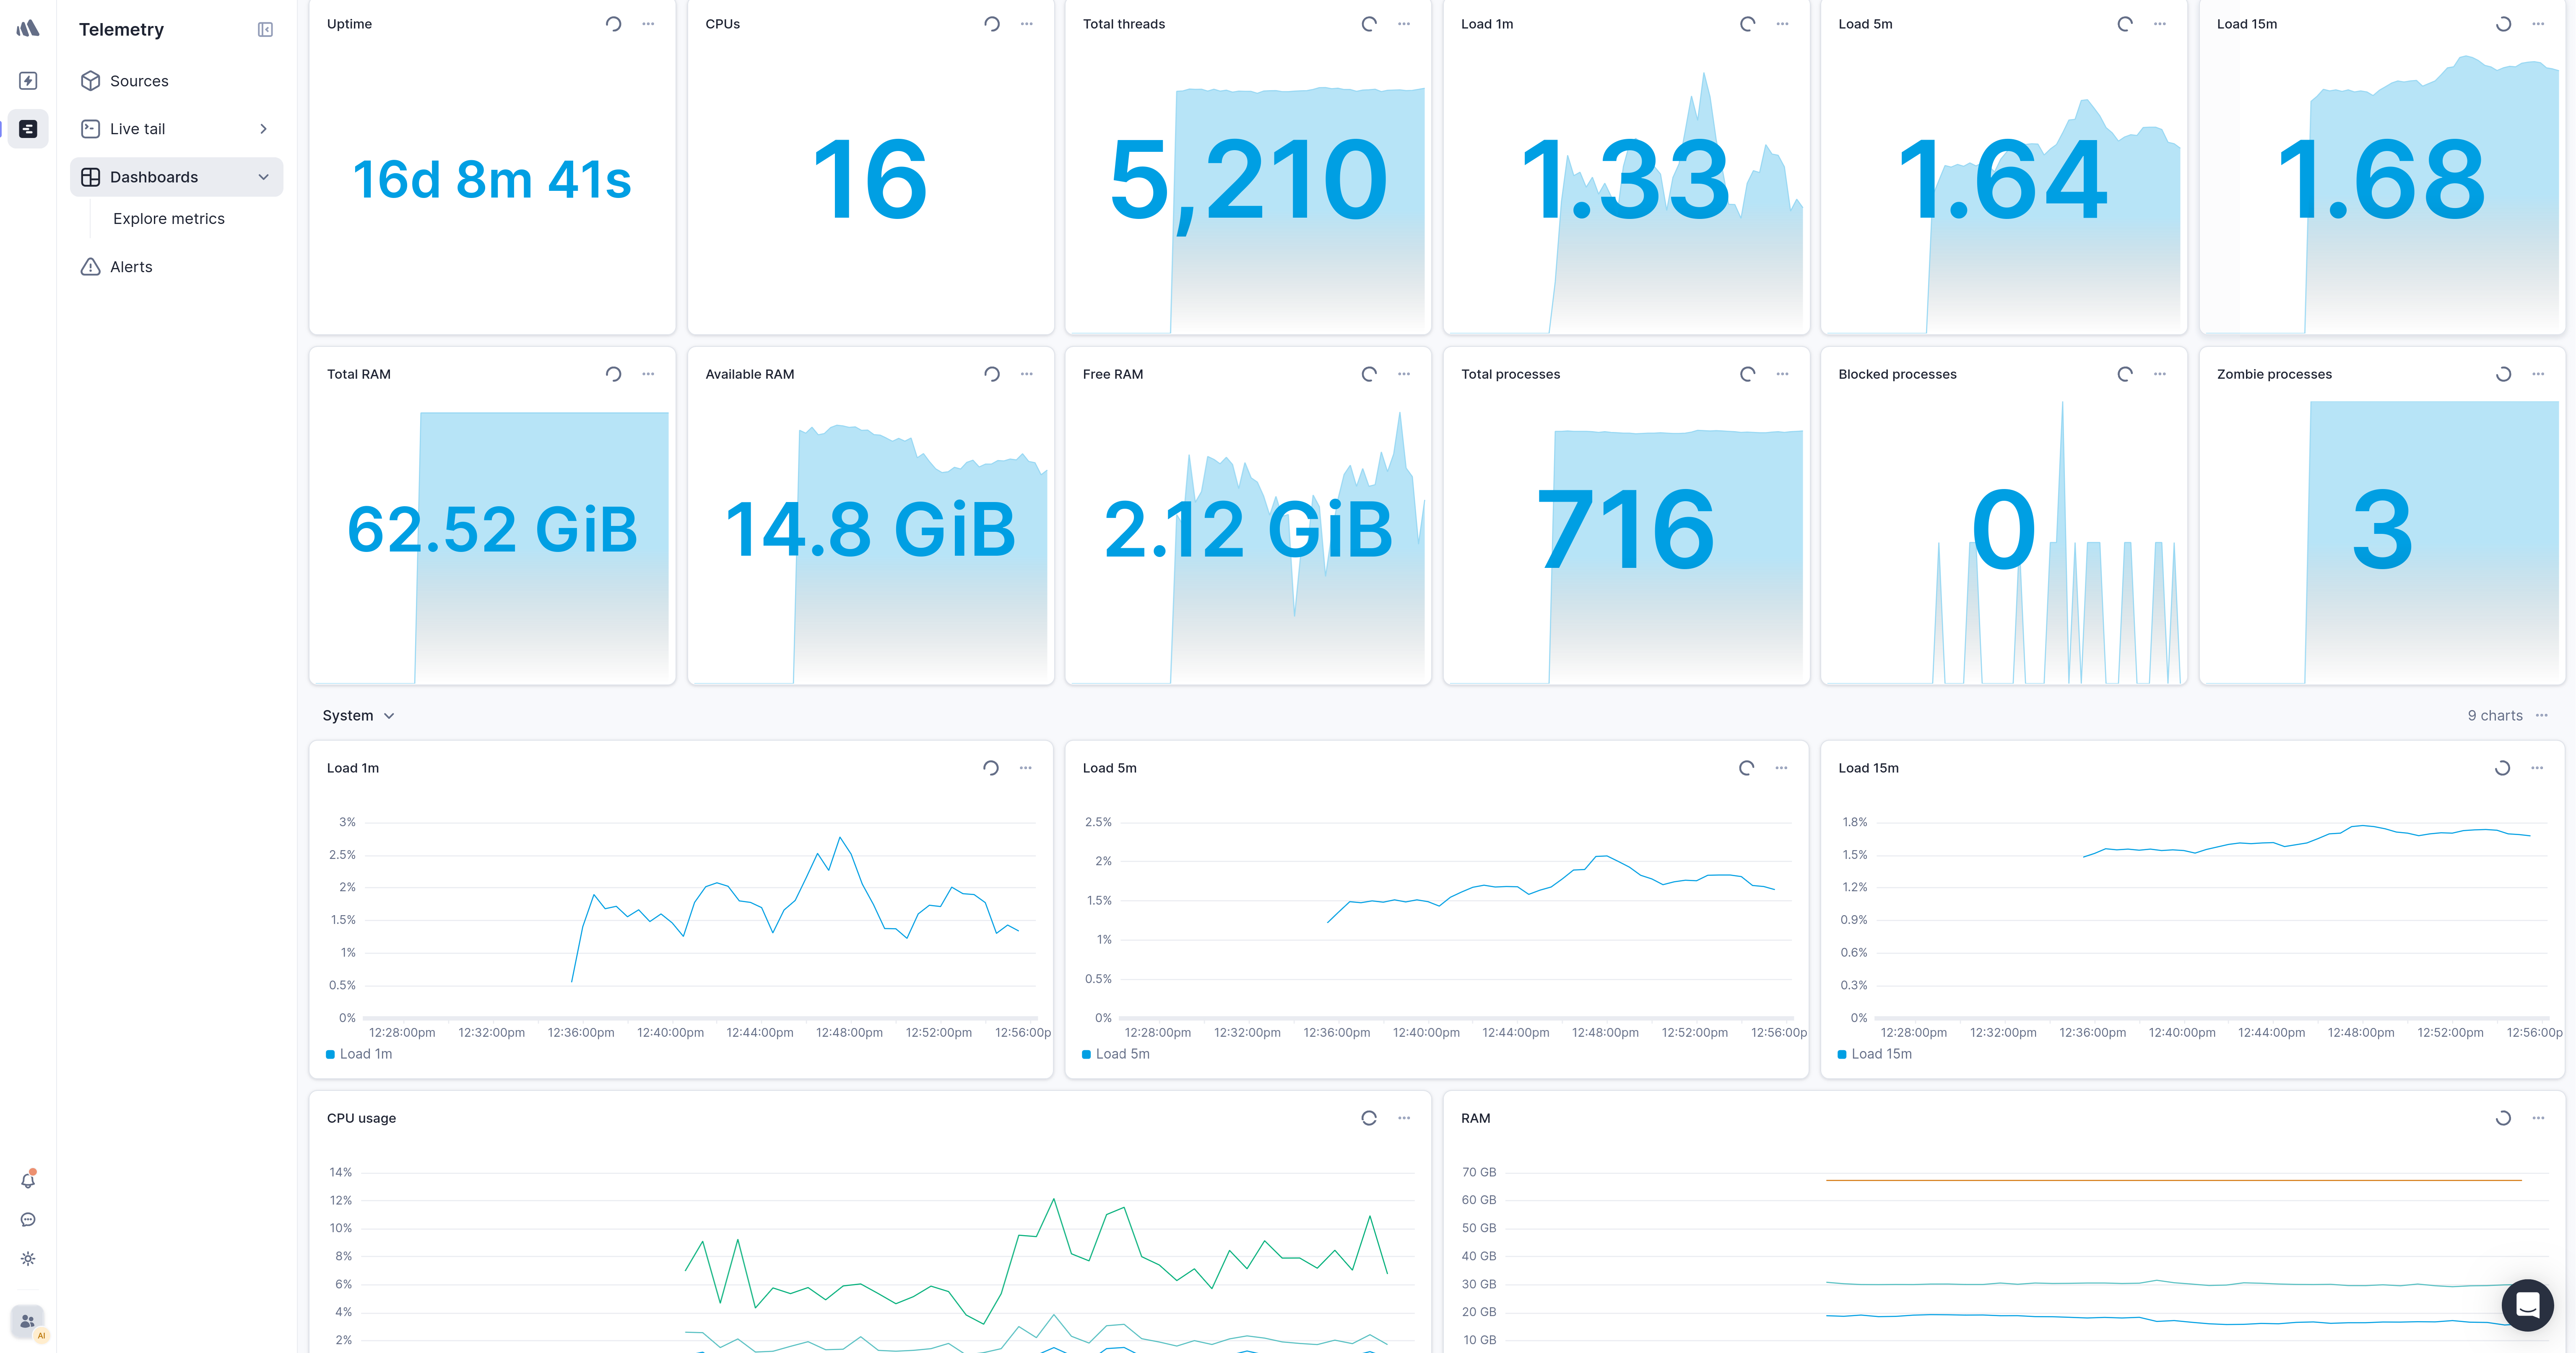 Telemetry
Sources
Live tail
Dashboards
Explore metrics
Alerts
AI
Uptime
16d 8m 41s
CPUs
16
Total threads
5,210
Load 1m
1.33
Load 5m
1.64
Load 15m
1.68
Total RAM
62.52 GiB
Available RAM
14.8 GiB
Free RAM
2.12 GiB
Total processes
716
Blocked processes
0
Zombie processes
3
System
9 charts
Load 1m
3%
2.5%
2%
1.5%
1%
0.5%
0%
12:28:00pm 12:32:00pm 12:36:00pm 12:40:00pm 12:44:00pm 12:48:00pm 12:52:00pm 12:56:00p
Load 1m
Load 5m
2.5%
2%
1.5%
1%
0.5%
0%
12:28:00pm 12:32:00pm 12:36:00pm 12:40:00pm 12:44:00pm 12:48:00pm 12:52:00pm 12:56:00p
Load 5m
Load 15m
1.8%
1.5%
1.2%
0.9%
0.6%
0.3%
0%
12:28:00pm 12:32:00pm 12:36:00pm 12:40:00pm 12:44:00pm 12:48:00pm 12:52:00pm 12:56:00p
Load 15m
CPU usage
14%
12%
10%
8%
6%
4%
2%
RAM
70 GB
60 GB
50 GB
40 GB
30 GB
20 GB
10 GB